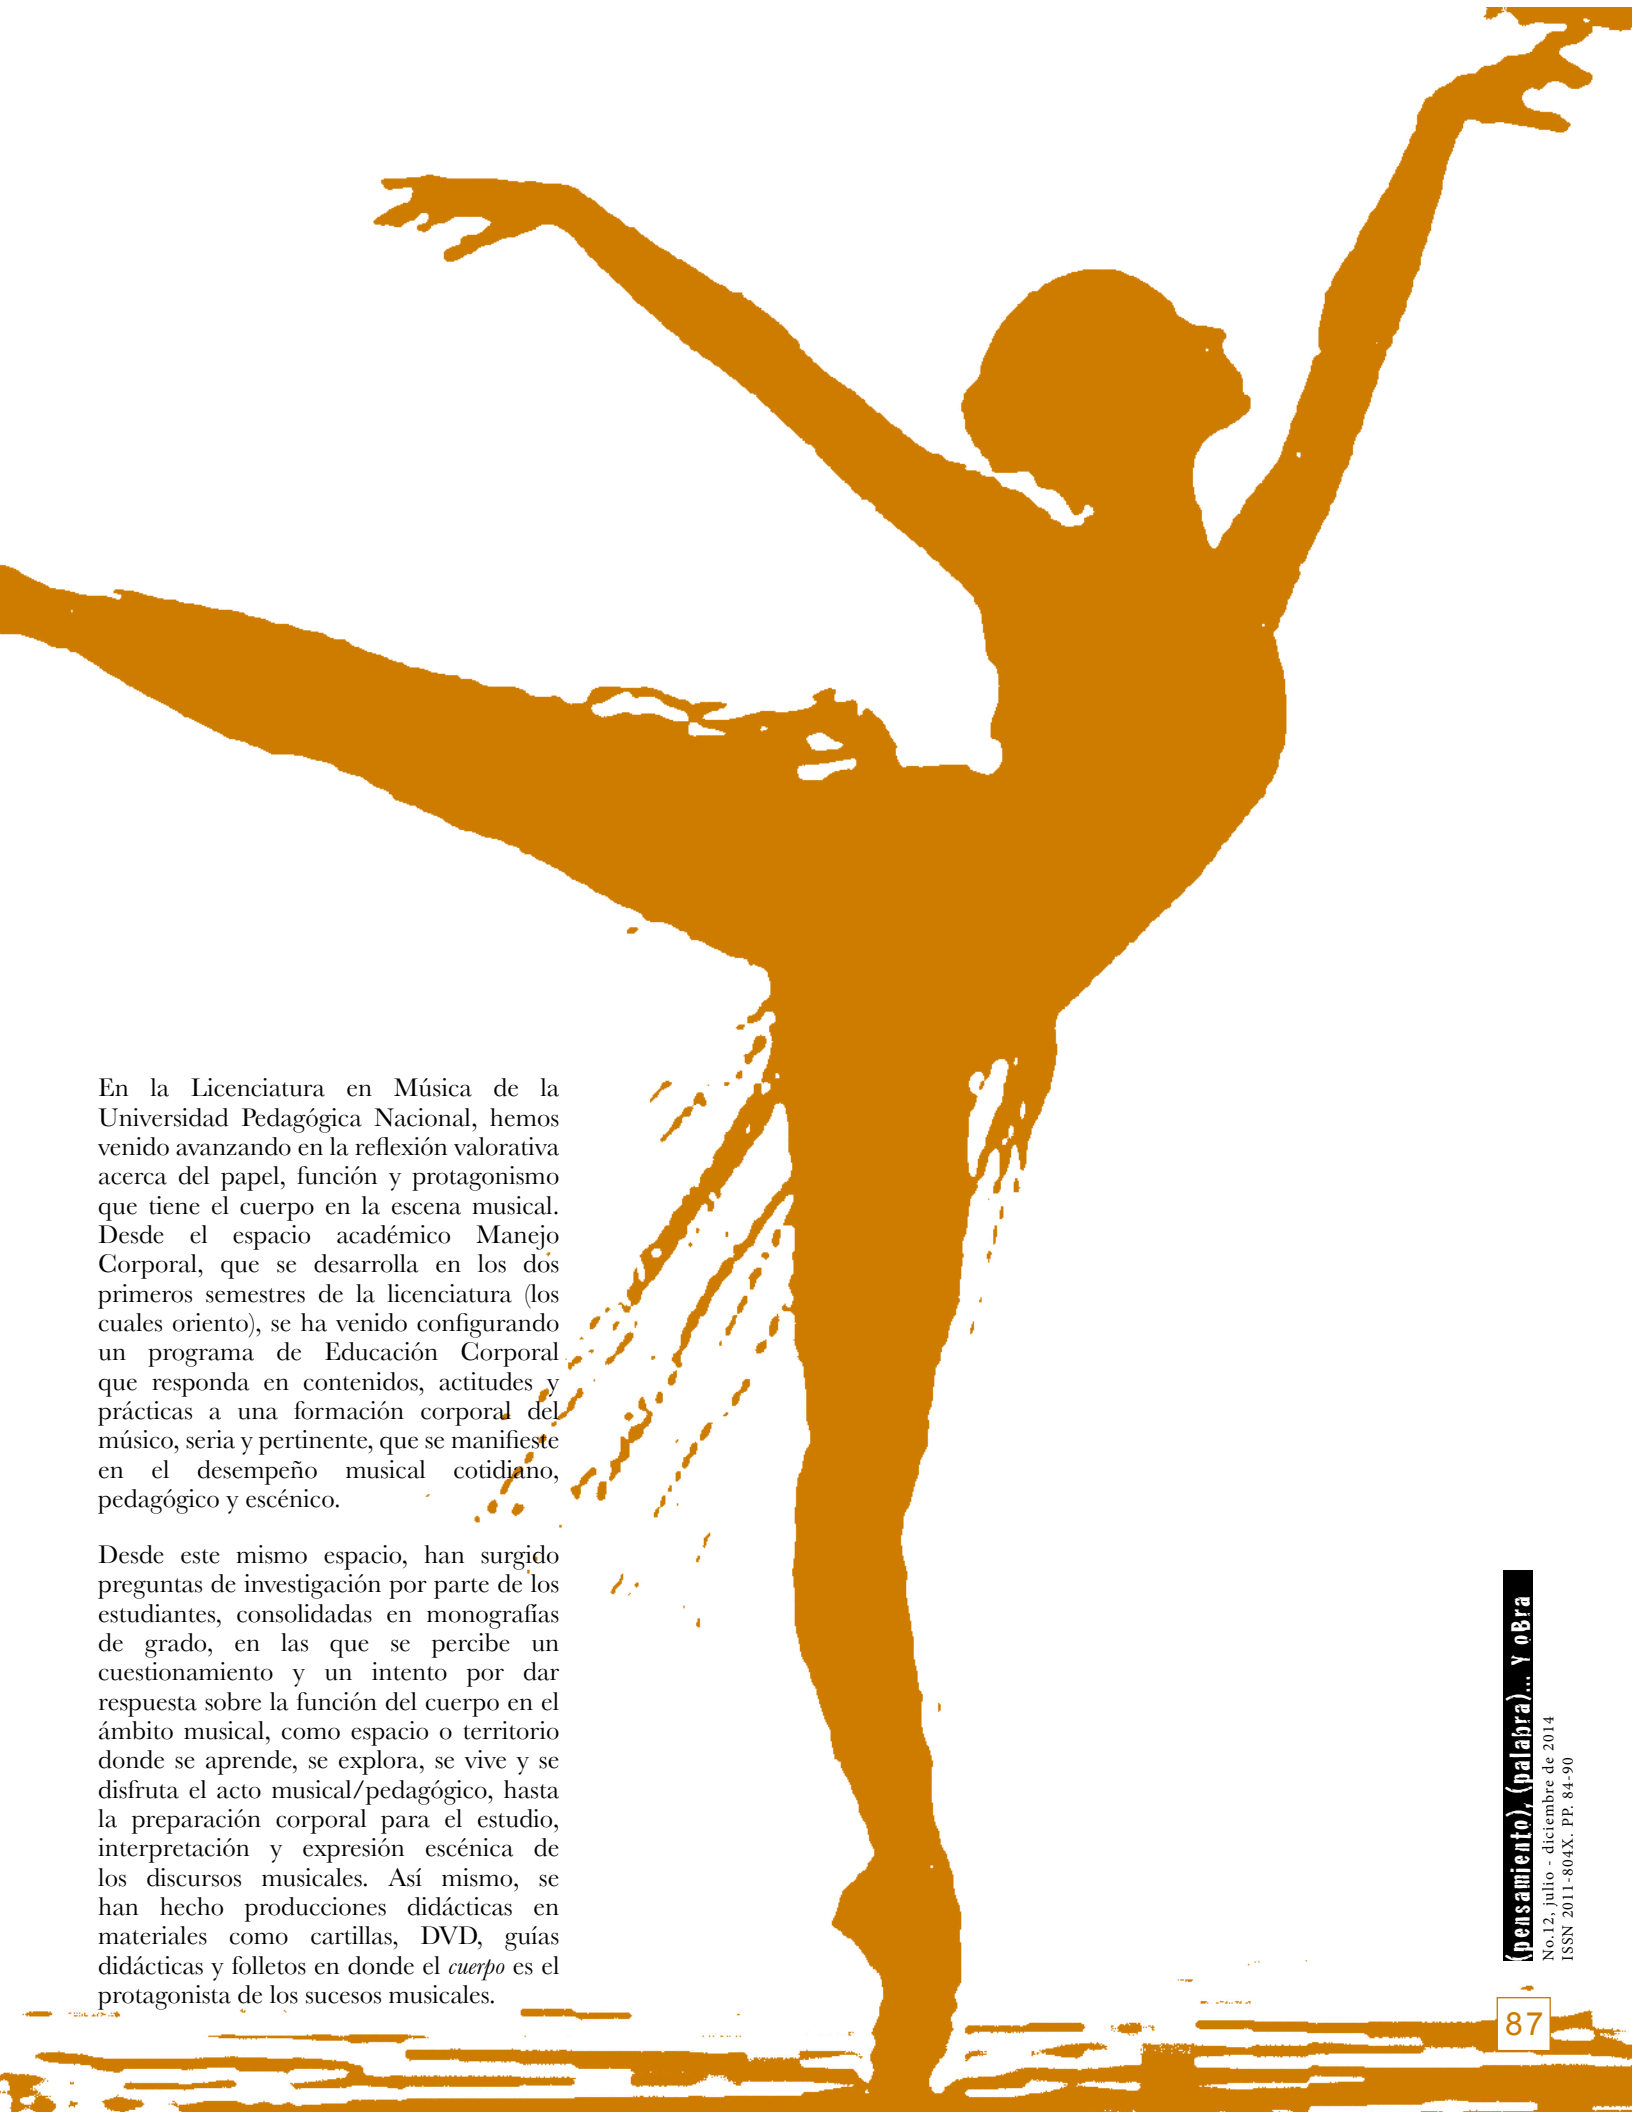 En la Licenciatura en Música de la
Universidad Pedagógica Nacional, hemos
venido avanzando en la reflexión valorativa
acerca del papel, función y protagonismo
que tiene el cuerpo en la escena musical.
Desde el espacio académico Manejo
Corporal, que se desarrolla en los dos
primeros semestres de la licenciatura (los
cuales oriento), se ha venido configurando
un programa de Educación Corporal
que responda en contenidos, actitudes y
prácticas a una formación corporal del
músico, seria y pertinente, que se manifieste
en el desempeño musical cotidiano,
pedagógico y escénico.
Desde este mismo espacio, han surgido
preguntas de investigación por parte de los
estudiantes, consolidadas en monografías
de grado, en las que se percibe un
cuestionamiento y un intento por dar
respuesta sobre la función del cuerpo en el
ámbito musical, como espacio o territorio
donde se aprende, se explora, se vive y se
disfruta el acto musical/pedagógico, hasta
la preparación corporal para el estudio,
interpretación y expresión escénica de
los discursos musicales. Así mismo, se
han hecho producciones didácticas en
materiales como cartillas, DVD, guías
didácticas y folletos en donde el cuerpo es el
protagonista de los sucesos musicales.
(pensamiento), (palabra)... Y oBra
No.12, julio - diciembre de 2014
ISSN 2011-804X. PP. 84-90
87